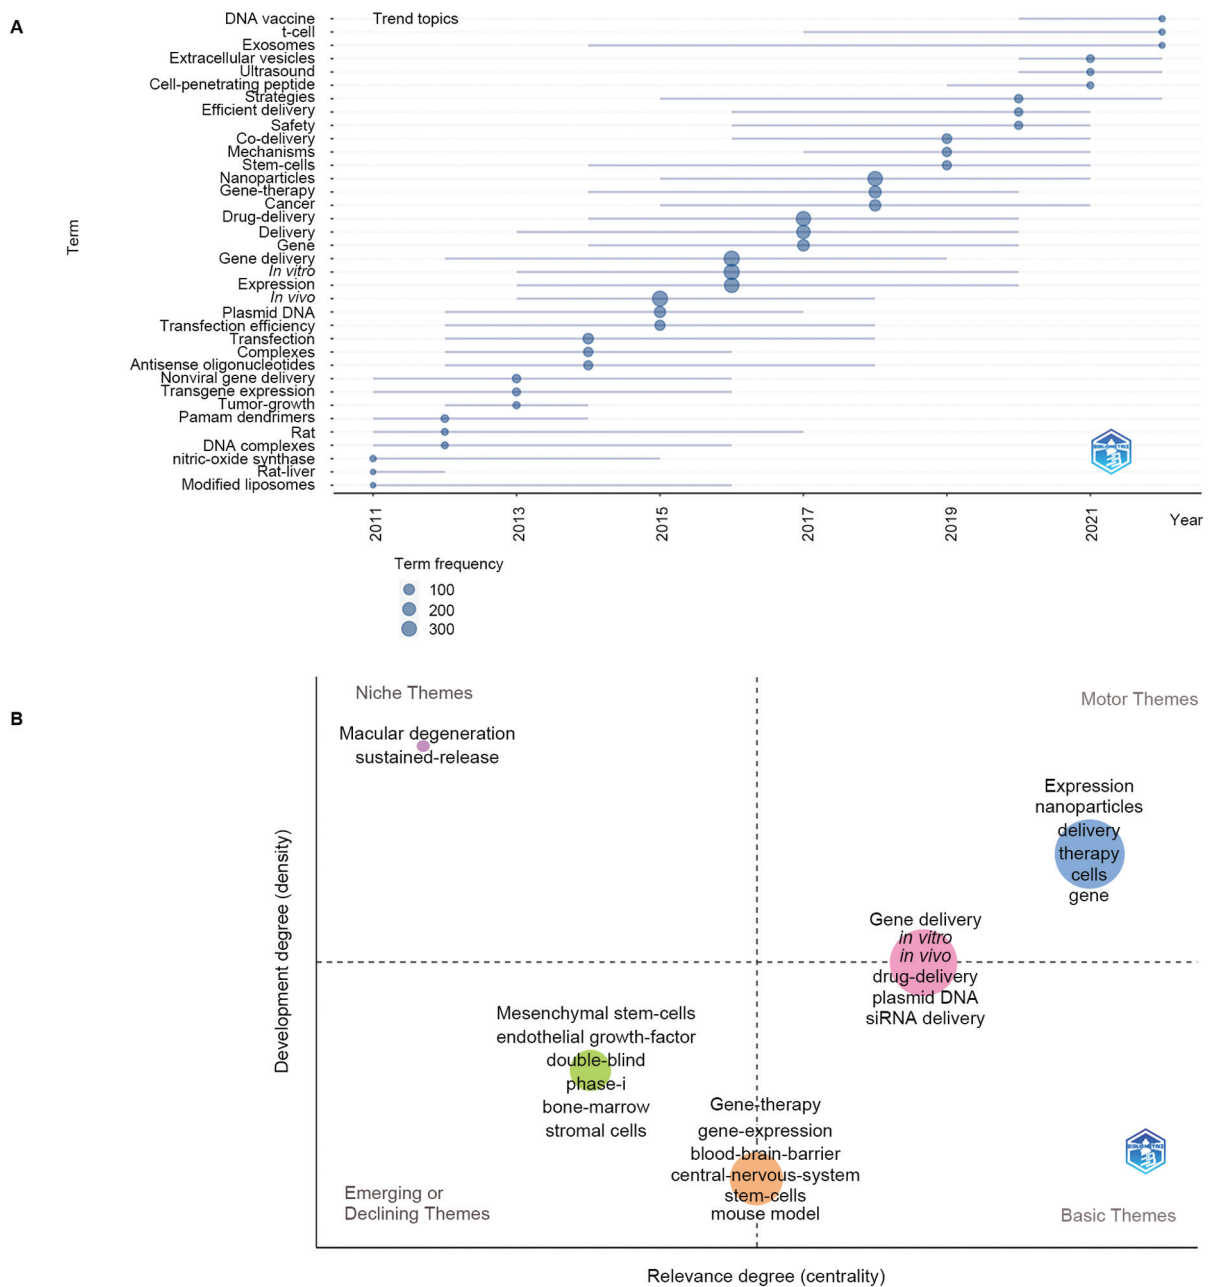 A
Trend topics
DNA vaccine
t-cell
Exosomes
Extracellular vesicles
Ultrasound
Cell-penetrating peptide
Strategies
Efficient delivery
Safety
Co-delivery
Mechanisms
Stem-cells
Nanoparticles
Gene-therapy
Cancer
Drug-delivery
Delivery
Gene
Gene delivery
In vitro
Expression
In vivo
Plasmid DNA
Transfection efficiency
Transfection
Complexes
Antisense oligonucleotides
Nonviral gene delivery
Transgene expression
Tumor-growth
Pamam dendrimers
Rat
DNA complexes
nitric-oxide synthase
Rat-liver
Modified liposomes
Term
2011
2013
2015
2017
2019
2021
Year
Term frequency
100
200
300
B
Niche Themes
Motor Themes
Macular degeneration
sustained-release
Expression
nanoparticles
delivery
therapy
cells
gene
Gene delivery
in vitro
in vivo
drug-delivery
plasmid DNA
siRNA delivery
Mesenchymal stem-cells
endothelial growth-factor
double-blind
phase-i
bone-marrow
stromal cells
Gene-therapy
gene-expression
blood-brain-barrier
central-nervous-system
stem-cells
mouse model
Emerging or
Declining Themes
Basic Themes
Development degree (density)
Relevance degree (centrality)